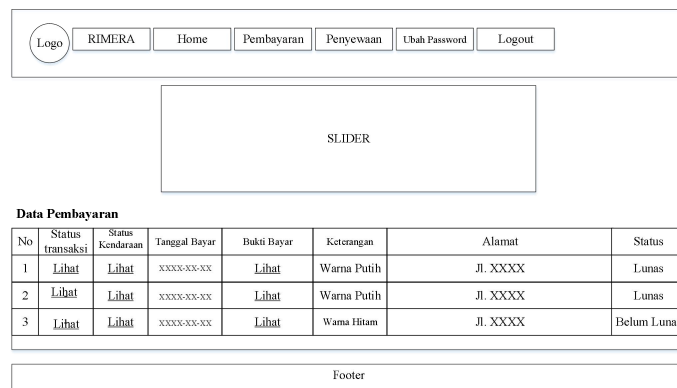 Logo RIMERA Home Pembayaran Penyewaan Ubah Password Logout
SLIDER
Data Pembayaran
No Status transaksi Status Kendaraan Tanggal Bayar Bukti Bayar Keterangan Alamat Status
1 Lihat Lihat xxxx-xx-xx Lihat Warna Putih Jl. XXXX Lunas
2 Lihat Lihat xxxx-xx-xx Lihat Warna Putih Jl. XXXX Lunas
3 Lihat Lihat xxxx-xx-xx Lihat Warna Hitam Jl. XXXX Belum Luna
Footer